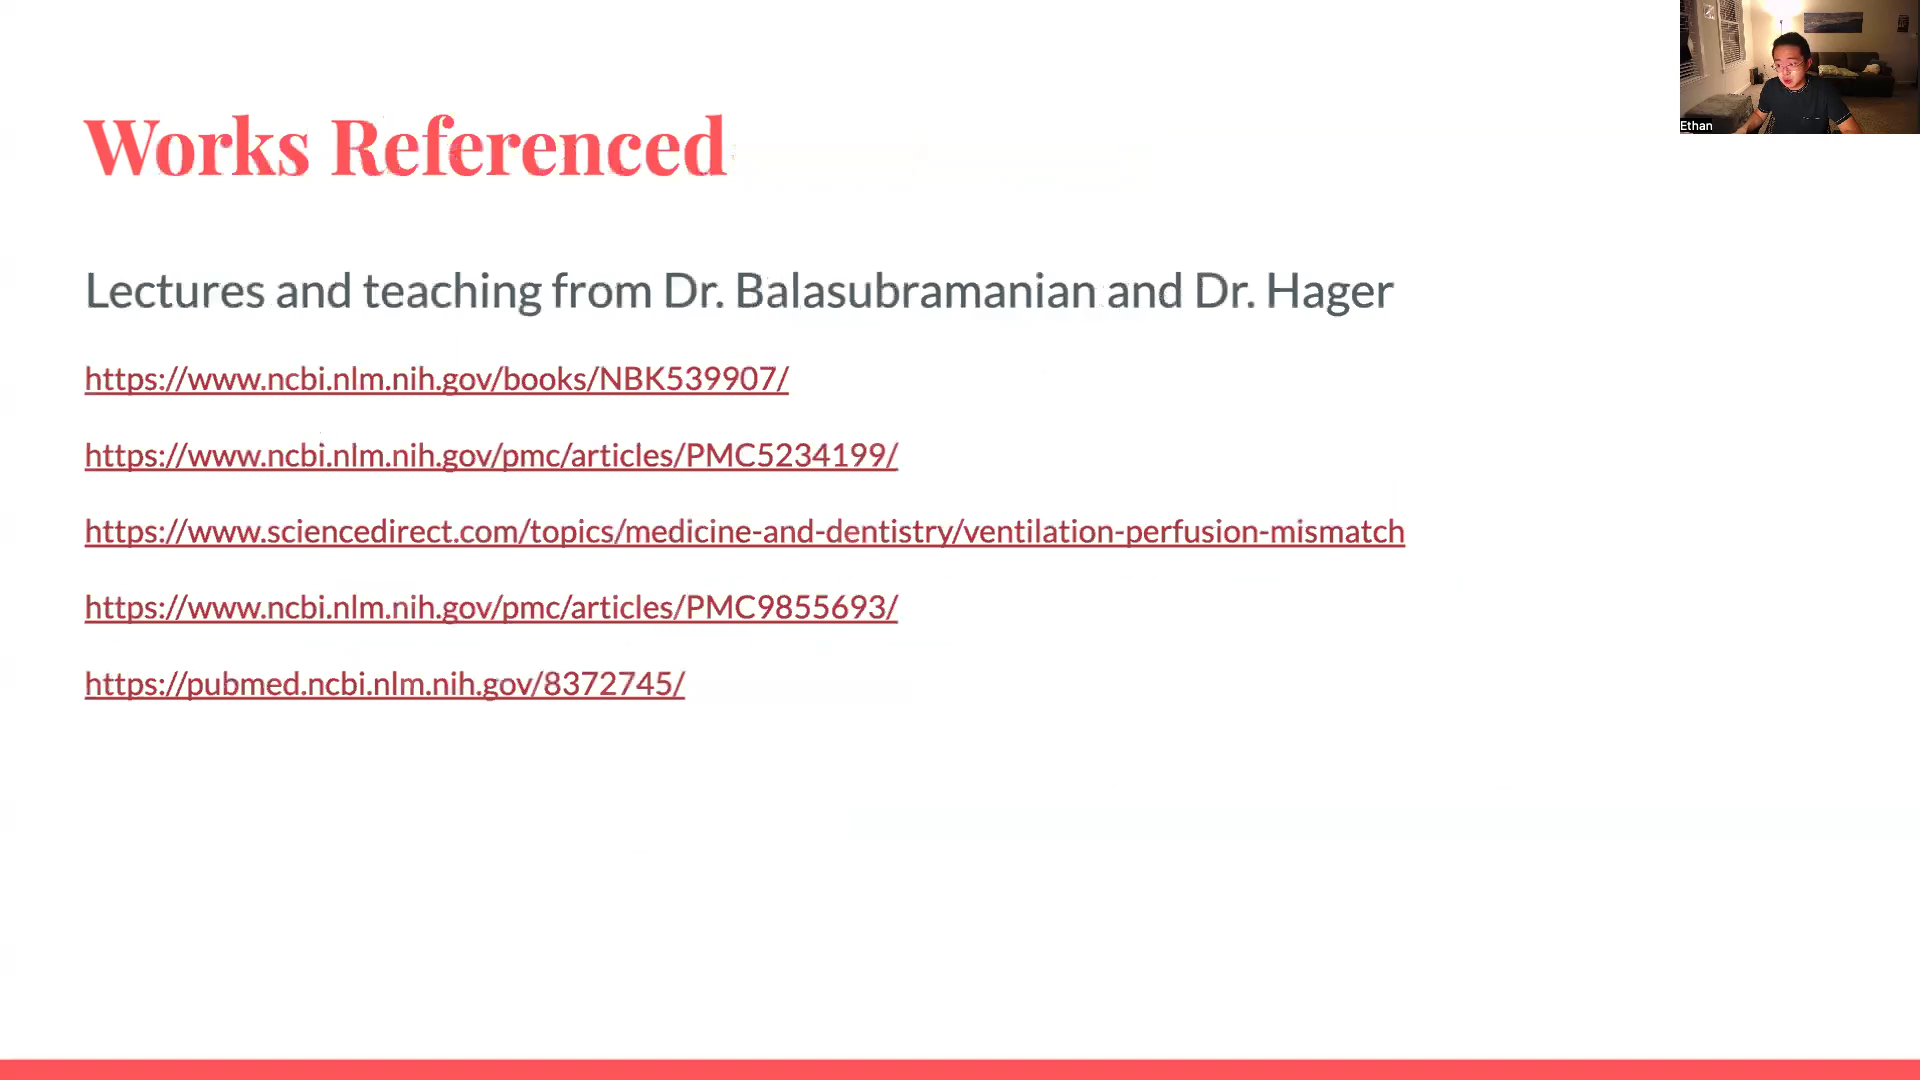 Works Referenced
Ethan
Lectures and teaching from Dr. Balasubramanian and Dr. Hager
https://www.ncbi.nlm.nih.gov/books/NBK539907/
https://www.ncbi.nlm.nih.gov/pmc/articles/PMC5234199/
https://www.sciencedirect.com/topics/medicine-and-dentistry/ventilation-perfusion-mismatch
https://www.ncbi.nlm.nih.gov/pmc/articles/PMC9855693/
https://pubmed.ncbi.nlm.nih.gov/8372745/